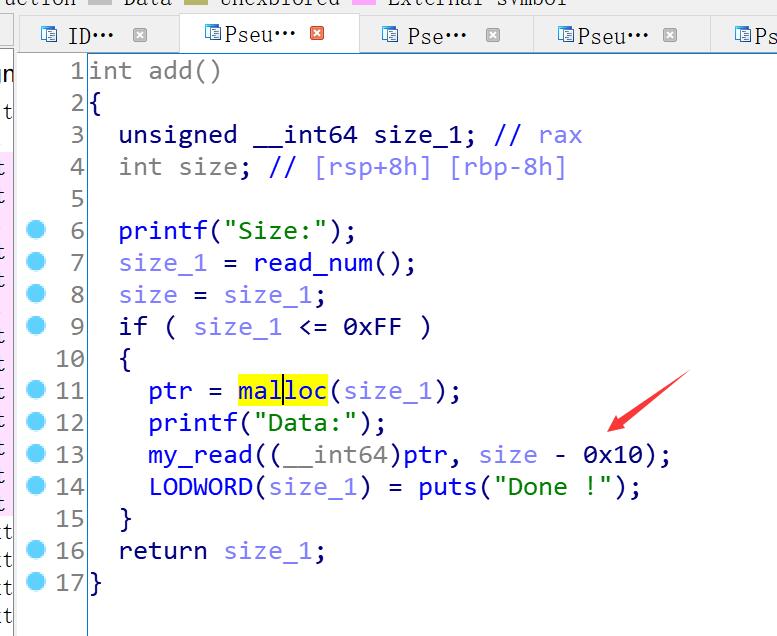 Data Unexplored External symbol
ID··· Pseu··· Pse··· Pseu··· Ps
1 int add()
2 {
3 unsigned __int64 size_1; // rax
4 int size; // [rsp+8h] [rbp-8h]
5
6 printf("Size:");
7 size_1 = read_num();
8 size = size_1;
9 if ( size_1 <= 0xFF )
10 {
11 ptr = malloc(size_1);
12 printf("Data:");
13 my_read((__int64)ptr, size - 0x10);
14 LODWORD(size_1) = puts("Done !");
15 }
16 return size_1;
17 }